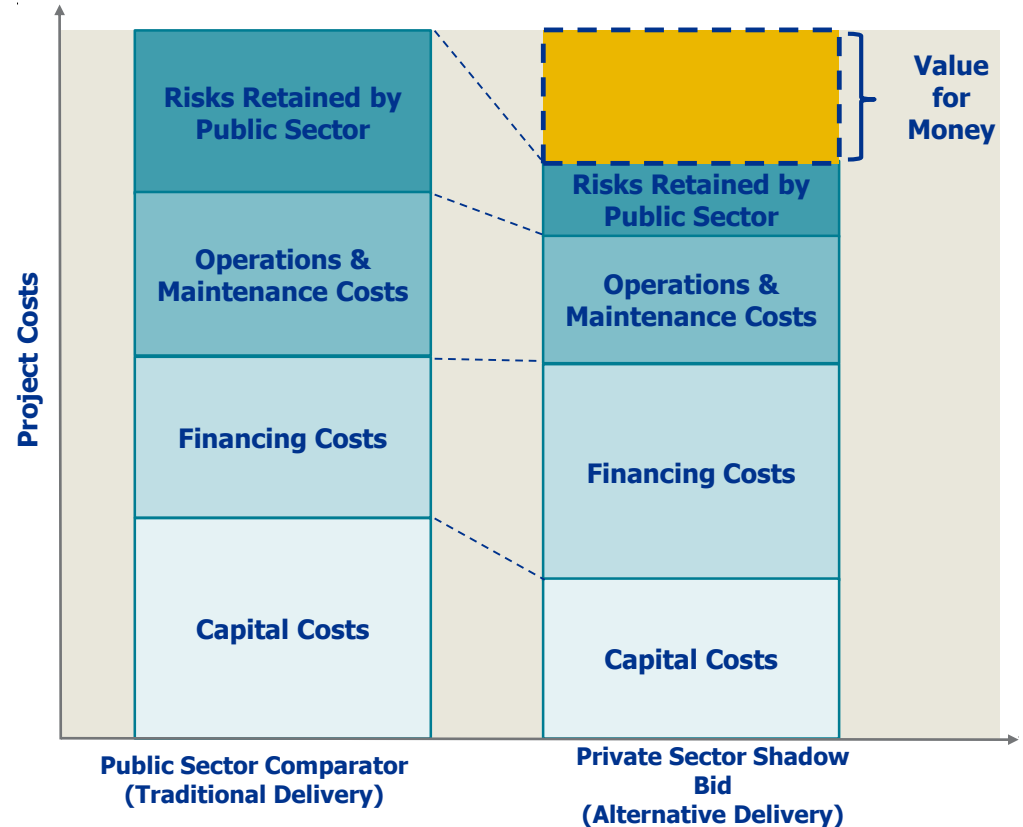 Project Costs
Risks Retained by
Public Sector
Operations &
Maintenance Costs
Financing Costs
Capital Costs
Public Sector Comparator
(Traditional Delivery)
Value
for
Money
Risks Retained by
Public Sector
Operations &
Maintenance Costs
Financing Costs
Capital Costs
Private Sector Shadow
Bid
(Alternative Delivery)